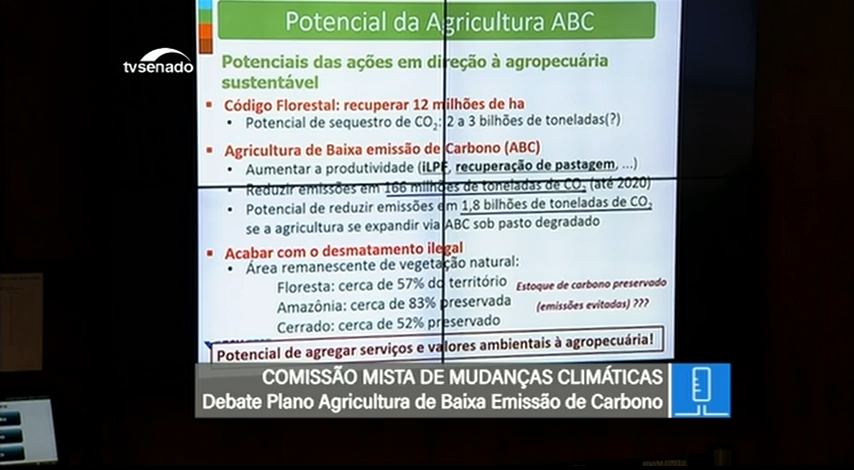 Potencial da Agricultura ABC
tvsenado
Potenciais das ações em direção à agropecuária
sustentável
Código Florestal: recuperar 12 milhões de ha
• Potencial de sequestro de CO₂: 2 a 3 bilhões de toneladas(?)
Agricultura de Baixa emissão de Carbono (ABC)
• Aumentar a produtividade (iLPF, recuperação de pastagem, ...)
• Reduzir emissões em 166 milhões de toneladas de CO₂ (até 2020)
• Potencial de reduzir emissões em 1,8 bilhões de toneladas de CO₂
se a agricultura se expandir via ABC sob pasto degradado
Acabar com o desmatamento ilegal
• Área remanescente de vegetação natural:
Floresta: cerca de 57% do território
Amazônia: cerca de 83% preservada
Cerrado: cerca de 52% preservado
Estoque de carbono preservado
(emissões evitadas) ???
Potencial de agregar serviços e valores ambientais à agropecuária!
COMISSÃO MISTA DE MUDANÇAS CLIMÁTICAS
Debate Plano Agricultura de Baixa Emissão de Carbono